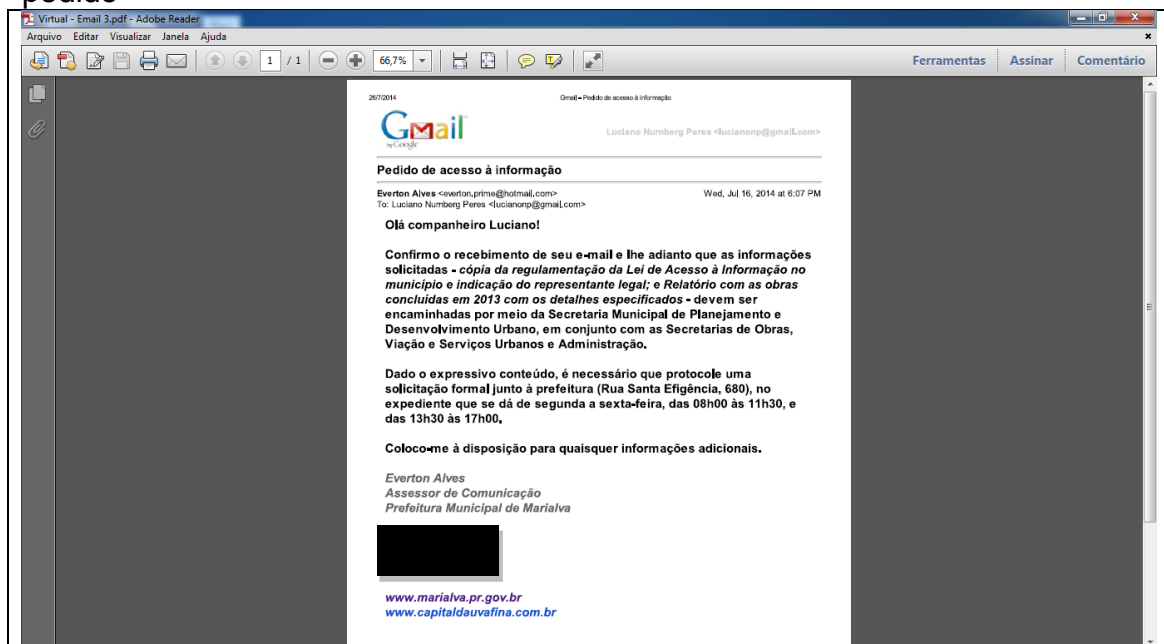 pedido
Virtual - Email 3.pdf - Adobe Reader
Arquivo Editar Visualizar Janela Ajuda
1 / 1 66,7% Ferramentas Assinar Comentário
26/7/2014 Gmail – Pedido de acesso à informação
Gmail by Google
Luciano Nurnberg Peres <lucianonp@gmail.com>
Pedido de acesso à informação
Everton Alves <everton.prime@hotmail.com> Wed, Jul 16, 2014 at 6:07 PM
To: Luciano Nurnberg Peres <lucianonp@gmail.com>
Olá companheiro Luciano!
Confirmo o recebimento de seu e-mail e lhe adianto que as informações
solicitadas - cópia da regulamentação da Lei de Acesso à Informação no
município e indicação do representante legal; e Relatório com as obras
concluídas em 2013 com os detalhes especificados - devem ser
encaminhadas por meio da Secretaria Municipal de Planejamento e
Desenvolvimento Urbano, em conjunto com as Secretarias de Obras,
Viação e Serviços Urbanos e Administração.
Dado o expressivo conteúdo, é necessário que protocole uma
solicitação formal junto à prefeitura (Rua Santa Efigência, 680), no
expediente que se dá de segunda a sexta-feira, das 08h00 às 11h30, e
das 13h30 às 17h00.
Coloco-me à disposição para quaisquer informações adicionais.
Everton Alves
Assessor de Comunicação
Prefeitura Municipal de Marialva
www.marialva.pr.gov.br
www.capitaldauvafina.com.br